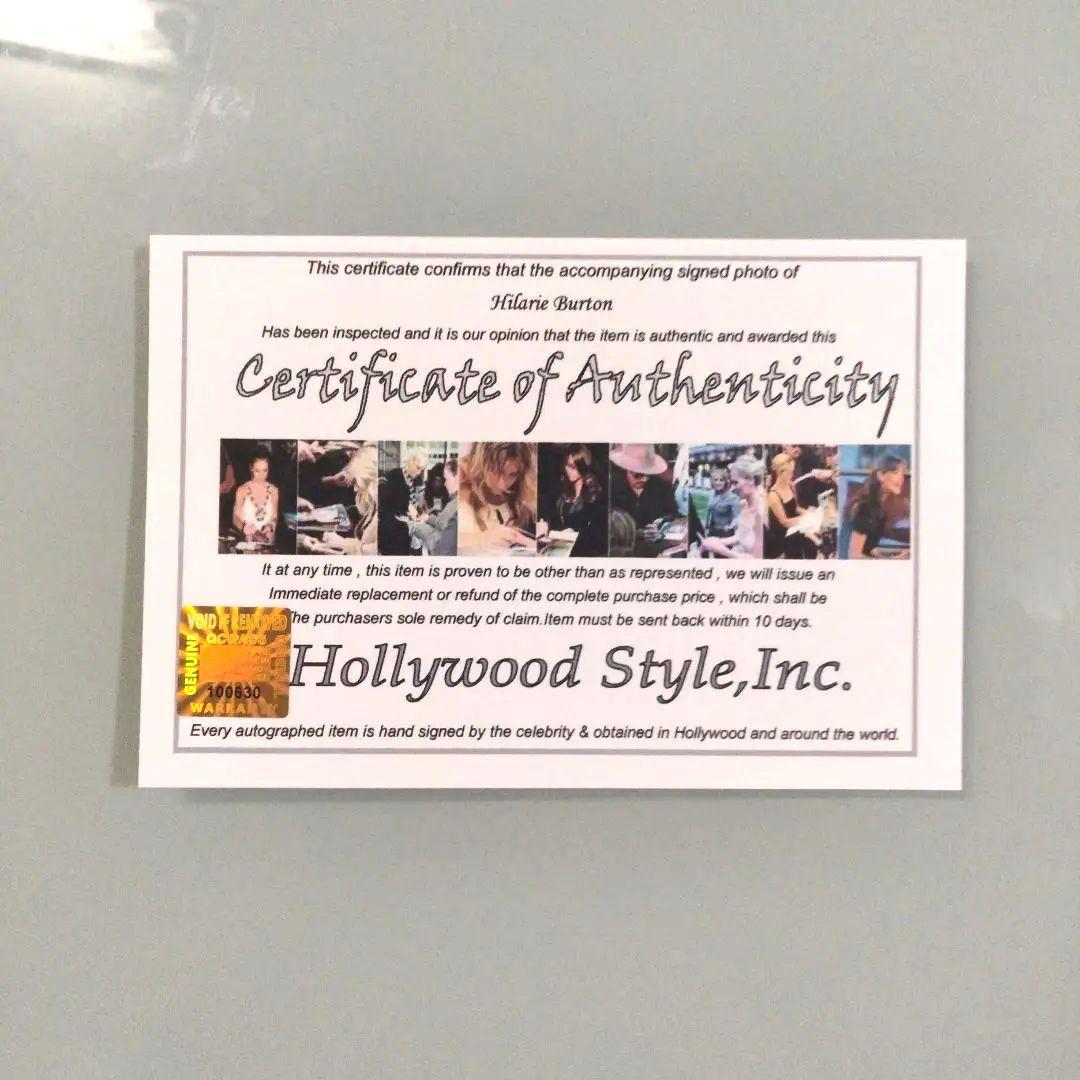 This certificate confirms that the accompanying signed photo of
Hilarie Burton
Has been inspected and it is our opinion that the item is authentic and awarded this
Certificate of Authenticity
It at any time , this item is proven to be other than as represented , we will issue an
Immediate replacement or refund of the complete purchase price , which shall be
he purchasers sole remedy of claim.Item must be sent back within 10 days.
VOID IF REMOVED
QC PASS
GENUINE
100630
WARRANTY
Hollywood Style,Inc.
Every autographed item is hand signed by the celebrity & obtained in Hollywood and around the world.